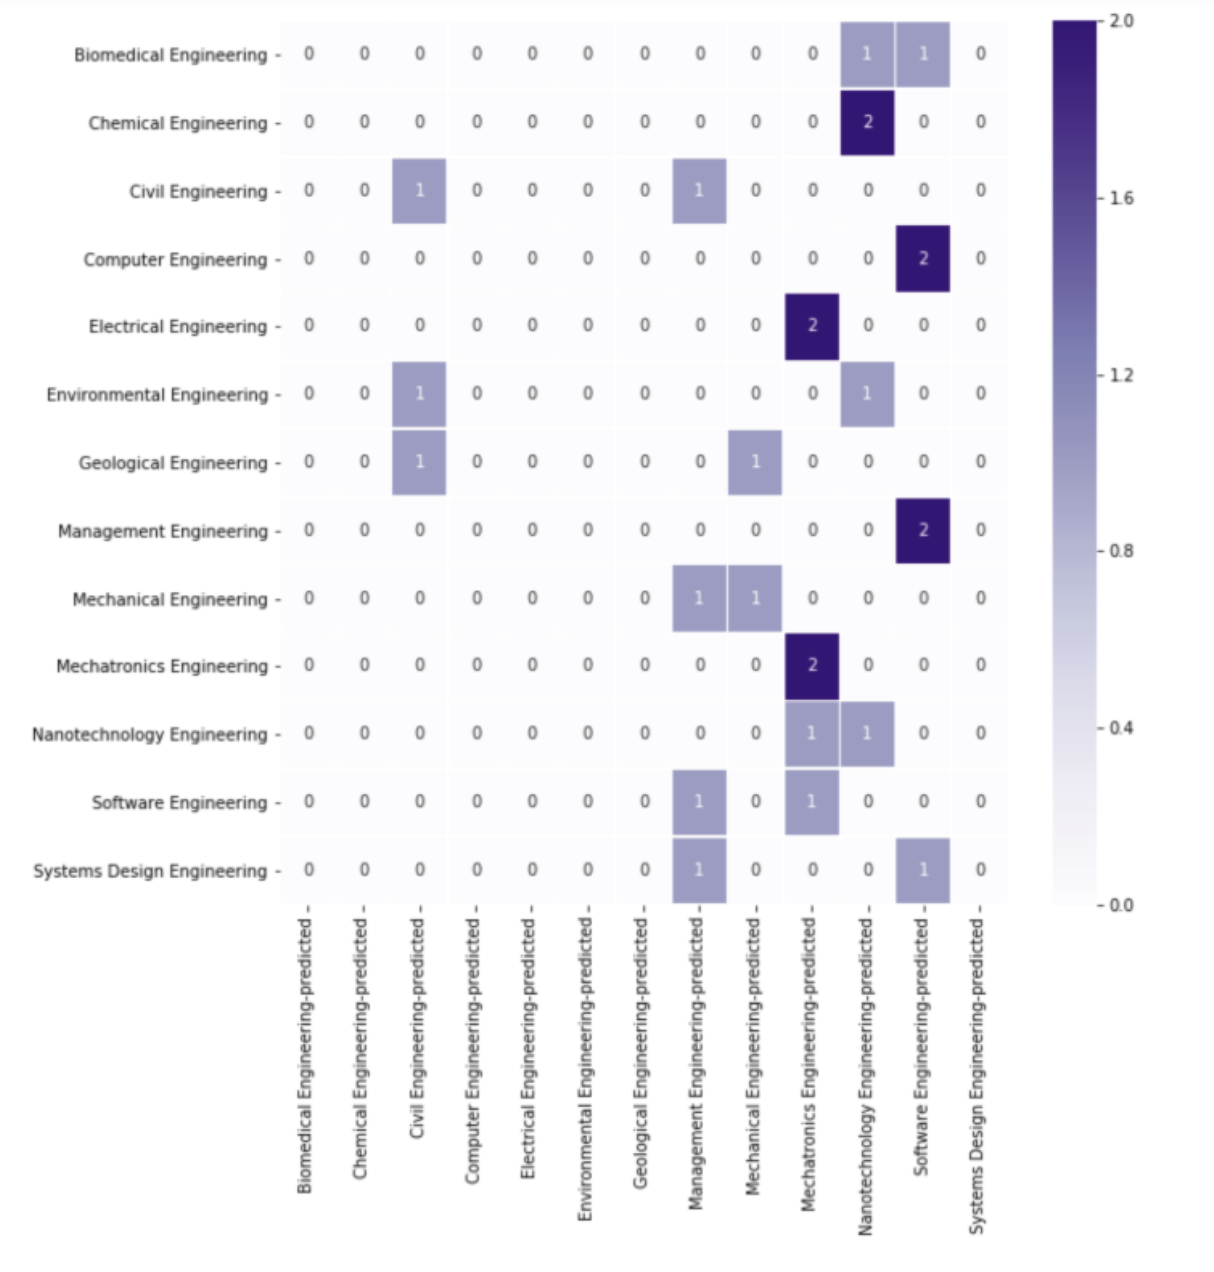 Biomedical Engineering 0 0 0 0 0 0 0 0 0 0 1 1 0
Chemical Engineering 0 0 0 0 0 0 0 0 0 0 2 0 0
Civil Engineering 0 0 1 0 0 0 0 1 0 0 0 0 0
Computer Engineering 0 0 0 0 0 0 0 0 0 0 0 2 0
Electrical Engineering 0 0 0 0 0 0 0 0 0 2 0 0 0
Environmental Engineering 0 0 1 0 0 0 0 0 0 0 1 0 0
Geological Engineering 0 0 1 0 0 0 0 0 1 0 0 0 0
Management Engineering 0 0 0 0 0 0 0 0 0 0 0 2 0
Mechanical Engineering 0 0 0 0 0 0 0 1 1 0 0 0 0
Mechatronics Engineering 0 0 0 0 0 0 0 0 0 2 0 0 0
Nanotechnology Engineering 0 0 0 0 0 0 0 0 0 1 1 0 0
Software Engineering 0 0 0 0 0 0 0 1 0 1 0 0 0
Systems Design Engineering 0 0 0 0 0 0 0 1 0 0 0 1 0
Biomedical Engineering-predicted
Chemical Engineering-predicted
Civil Engineering-predicted
Computer Engineering-predicted
Electrical Engineering-predicted
Environmental Engineering-predicted
Geological Engineering-predicted
Management Engineering-predicted
Mechanical Engineering-predicted
Mechatronics Engineering-predicted
Nanotechnology Engineering-predicted
Software Engineering-predicted
Systems Design Engineering-predicted
2.0
1.6
1.2
0.8
0.4
0.0